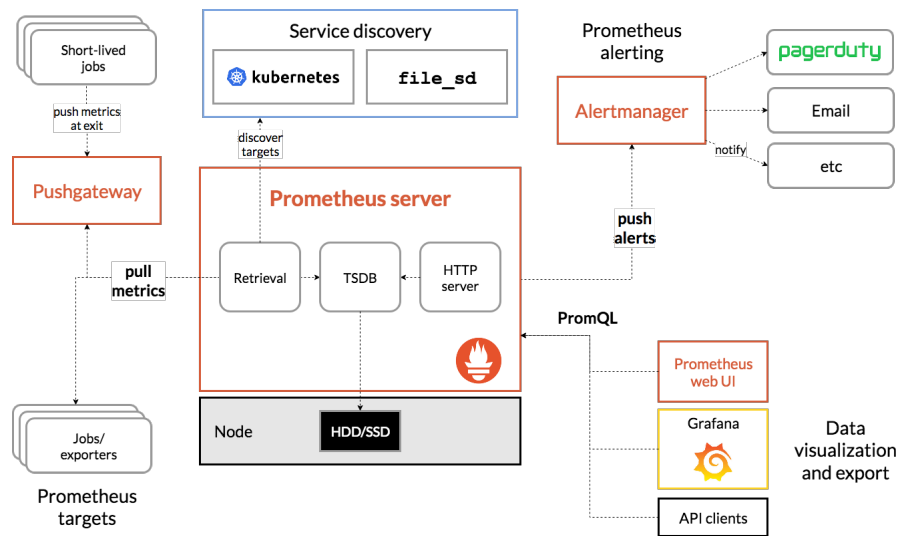 Short-lived
jobs
push metrics
at exit
Pushgateway
Service discovery
kubernetes
file_sd
discover
targets
Prometheus
alerting
Alertmanager
pagerduty
Email
notify
etc
Prometheus server
Retrieval
TSDB
HTTP
server
pull
metrics
push
alerts
PromQL
Node
HDD/SSD
Jobs/
exporters
Prometheus
targets
Prometheus
web UI
Grafana
API clients
Data
visualization
and export